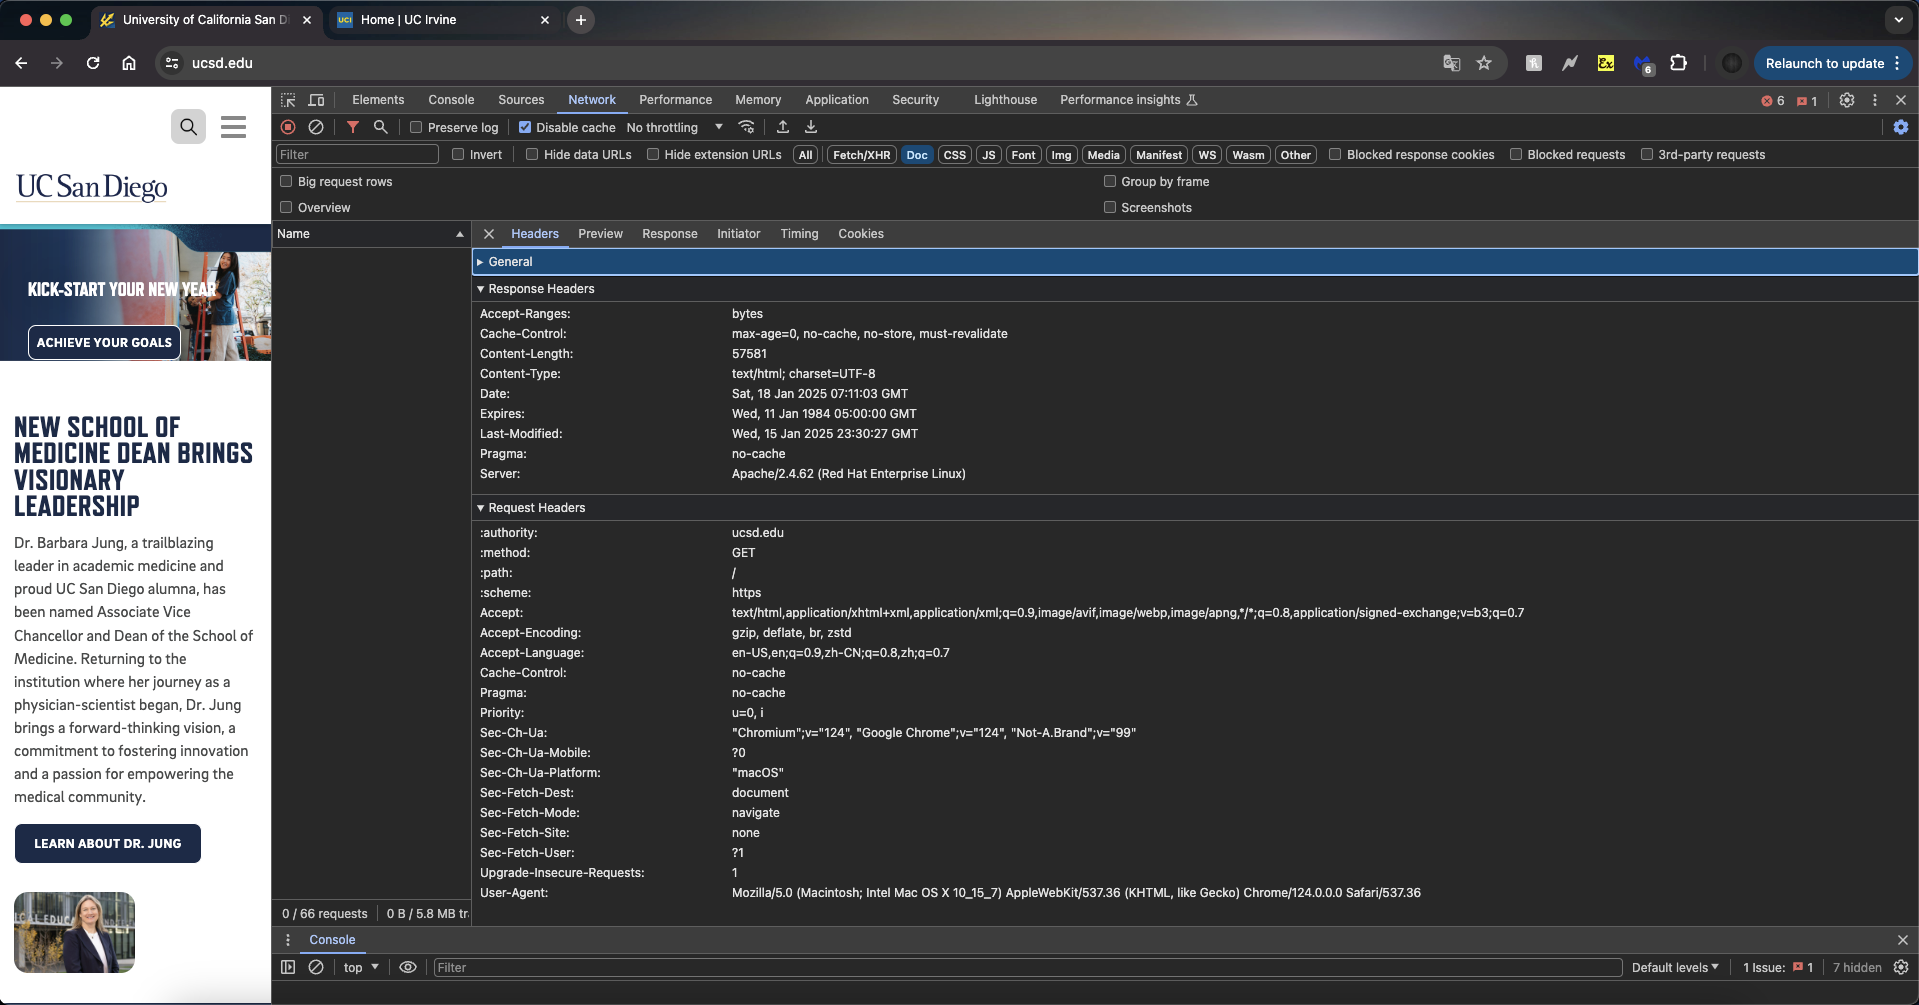 University of California San Di
Home | UC Irvine
ucsd.edu
6
Relaunch to update
Elements Console Sources Network Performance Memory Application Security Lighthouse Performance insights
6 1
Preserve log Disable cache No throttling
Filter Invert Hide data URLs Hide extension URLs All Fetch/XHR Doc CSS JS Font Img Media Manifest WS Wasm Other Blocked response cookies Blocked requests 3rd-party requests
Big request rows Group by frame
Overview Screenshots
UC San Diego
KICK-START YOUR NEW YEAR
ACHIEVE YOUR GOALS
NEW SCHOOL OF
MEDICINE DEAN BRINGS
VISIONARY
LEADERSHIP
Dr. Barbara Jung, a trailblazing
leader in academic medicine and
proud UC San Diego alumna, has
been named Associate Vice
Chancellor and Dean of the School of
Medicine. Returning to the
institution where her journey as a
physician-scientist began, Dr. Jung
brings a forward-thinking vision, a
commitment to fostering innovation
and a passion for empowering the
medical community.
LEARN ABOUT DR. JUNG
Name
Headers Preview Response Initiator Timing Cookies
General
Response Headers
Accept-Ranges: bytes
Cache-Control: max-age=0, no-cache, no-store, must-revalidate
Content-Length: 57581
Content-Type: text/html; charset=UTF-8
Date: Sat, 18 Jan 2025 07:11:03 GMT
Expires: Wed, 11 Jan 1984 05:00:00 GMT
Last-Modified: Wed, 15 Jan 2025 23:30:27 GMT
Pragma: no-cache
Server: Apache/2.4.62 (Red Hat Enterprise Linux)
Request Headers
:authority: ucsd.edu
:method: GET
:path: /
:scheme: https
Accept: text/html,application/xhtml+xml,application/xml;q=0.9,image/avif,image/webp,image/apng,*/*;q=0.8,application/signed-exchange;v=b3;q=0.7
Accept-Encoding: gzip, deflate, br, zstd
Accept-Language: en-US,en;q=0.9,zh-CN;q=0.8,zh;q=0.7
Cache-Control: no-cache
Pragma: no-cache
Priority: u=0, i
Sec-Ch-Ua: "Chromium";v="124", "Google Chrome";v="124", "Not-A.Brand";v="99"
Sec-Ch-Ua-Mobile: ?0
Sec-Ch-Ua-Platform: "macOS"
Sec-Fetch-Dest: document
Sec-Fetch-Mode: navigate
Sec-Fetch-Site: none
Sec-Fetch-User: ?1
Upgrade-Insecure-Requests: 1
User-Agent: Mozilla/5.0 (Macintosh; Intel Mac OS X 10_15_7) AppleWebKit/537.36 (KHTML, like Gecko) Chrome/124.0.0.0 Safari/537.36
0 / 66 requests 0 B / 5.8 MB tr
Console
top Filter Default levels 1 Issue: 1 7 hidden